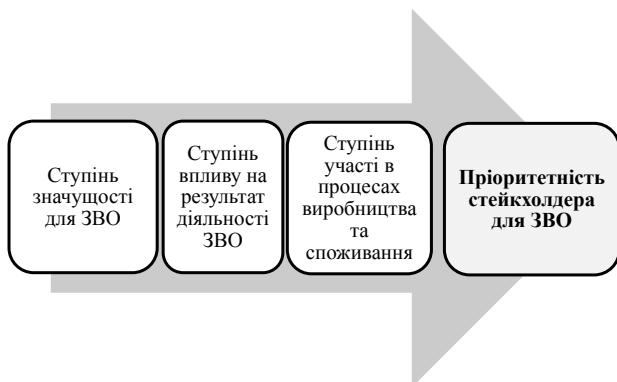 Ступінь
значущості
для ЗВО
Ступінь
впливу на
результат
діяльності
ЗВО
Ступінь
участі в
процесах
виробництва
та
споживання
Пріоритетність
стейкхолдера
для ЗВО